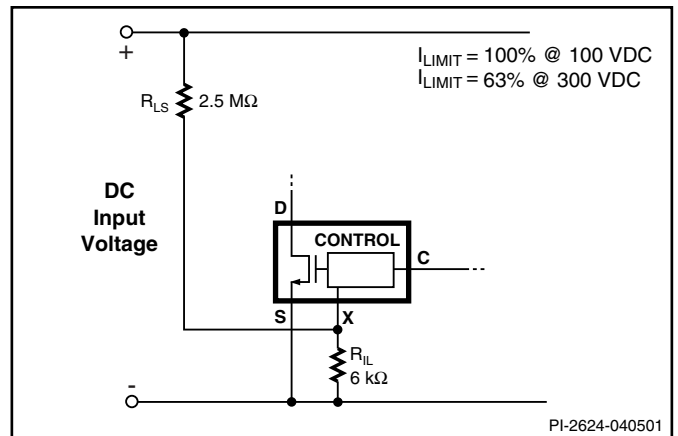 +
I_LIMIT = 100% @ 100 VDC
I_LIMIT = 63% @ 300 VDC
R_LS 2.5 MΩ
DC
Input
Voltage
D
CONTROL
C
S
X
R_IL
6 kΩ
-
PI-2624-040501